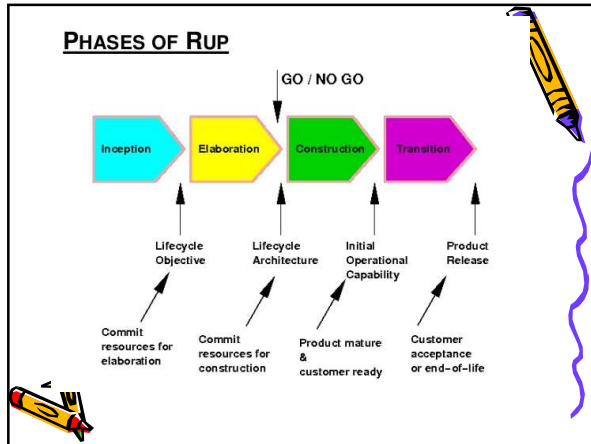 PHASES OF RUP
GO / NO GO
Inception
Elaboration
Construction
Transition
Lifecycle
Objective
Lifecycle
Architecture
Initial
Operational
Capability
Product
Release
Commit
resources for
elaboration
Commit
resources for
construction
Product mature
&
customer ready
Customer
acceptance
or end-of-life